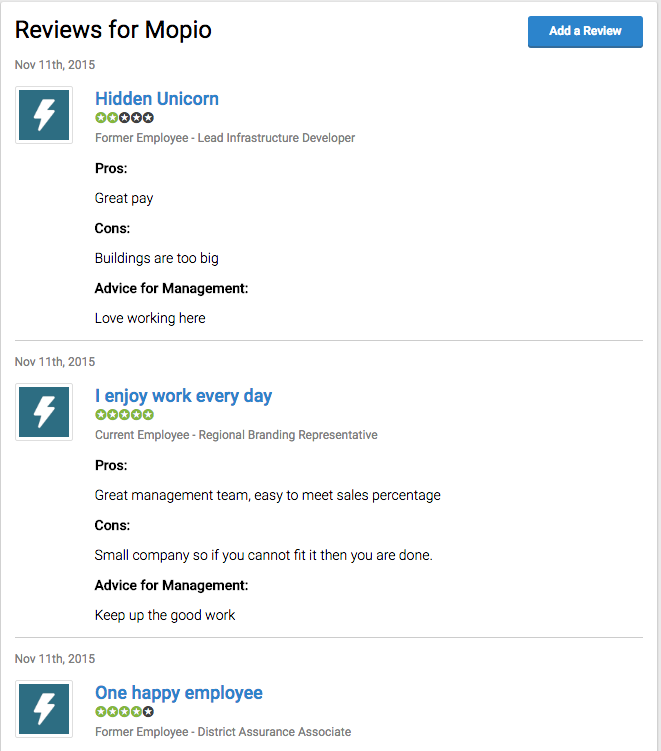 Reviews for Mopio
Add a Review
Nov 11th, 2015
Hidden Unicorn
Former Employee - Lead Infrastructure Developer
Pros:
Great pay
Cons:
Buildings are too big
Advice for Management:
Love working here
Nov 11th, 2015
I enjoy work every day
Current Employee - Regional Branding Representative
Pros:
Great management team, easy to meet sales percentage
Cons:
Small company so if you cannot fit it then you are done.
Advice for Management:
Keep up the good work
Nov 11th, 2015
One happy employee
Former Employee - District Assurance Associate